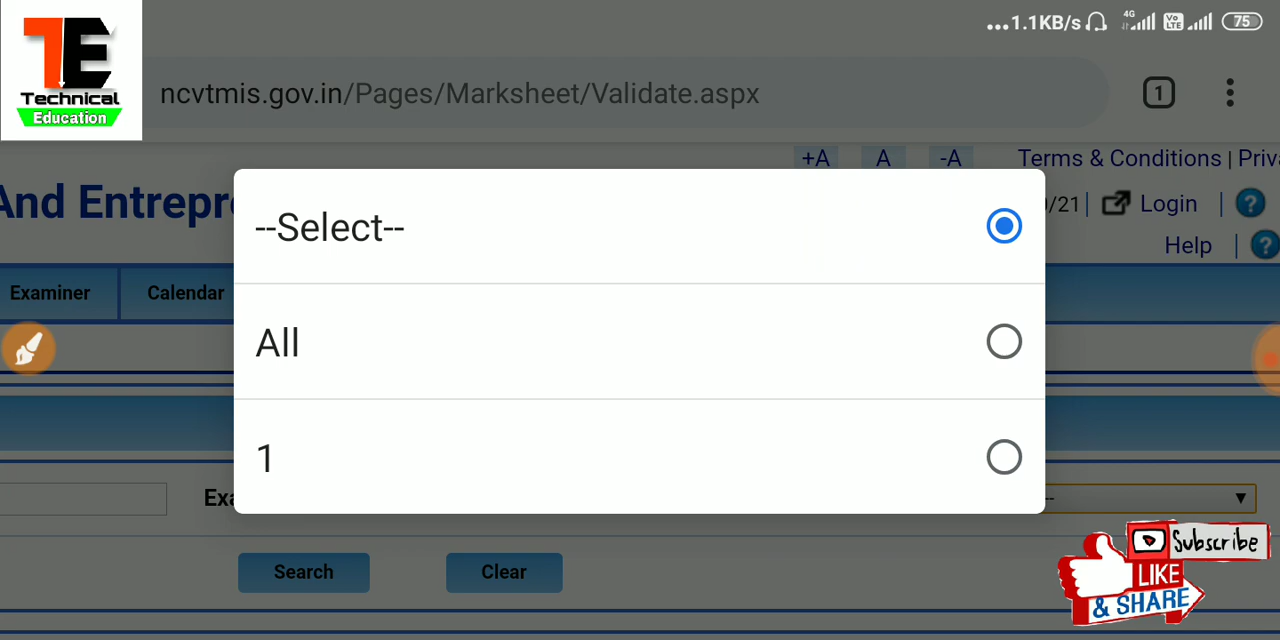 ...1.1KB/s 4G Vo LTE 75
TE
Technical
Education
ncvtmis.gov.in/Pages/Marksheet/Validate.aspx
1
+A A -A Terms & Conditions | Priva
And Entrepr
/21| Login | ?
Help | ?
Examiner Calendar
--Select--
All
1
Exa
--
Search Clear
Subscribe
LIKE
& SHARE